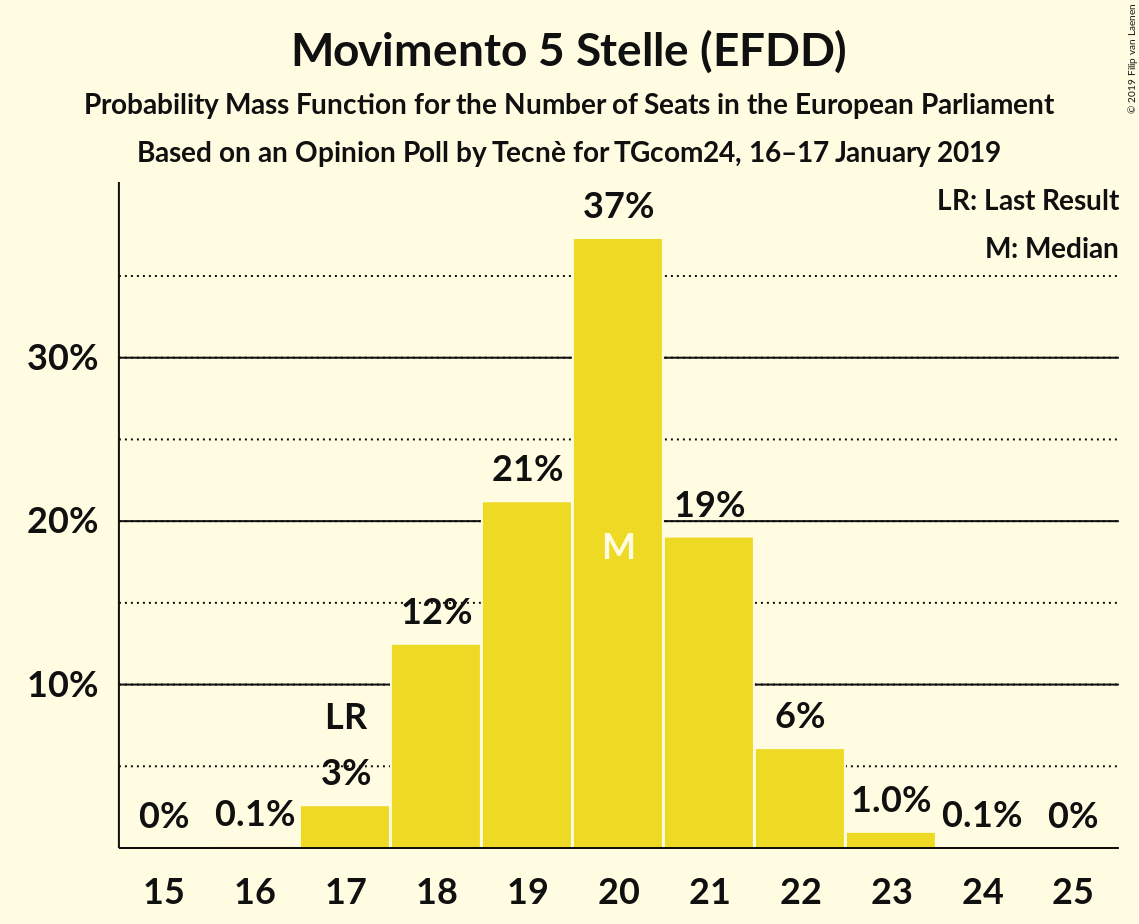 Movimento 5 Stelle (EFDD)
Probability Mass Function for the Number of Seats in the European Parliament
Based on an Opinion Poll by Tecnè for TGcom24, 16–17 January 2019
© 2019 Filip van Laenen
LR: Last Result
M: Median
37%
30%
21%
19%
20%
M
12%
10%
LR
6%
3%
0%
0.1%
1.0%
0.1%
0%
15 16 17 18 19 20 21 22 23 24 25